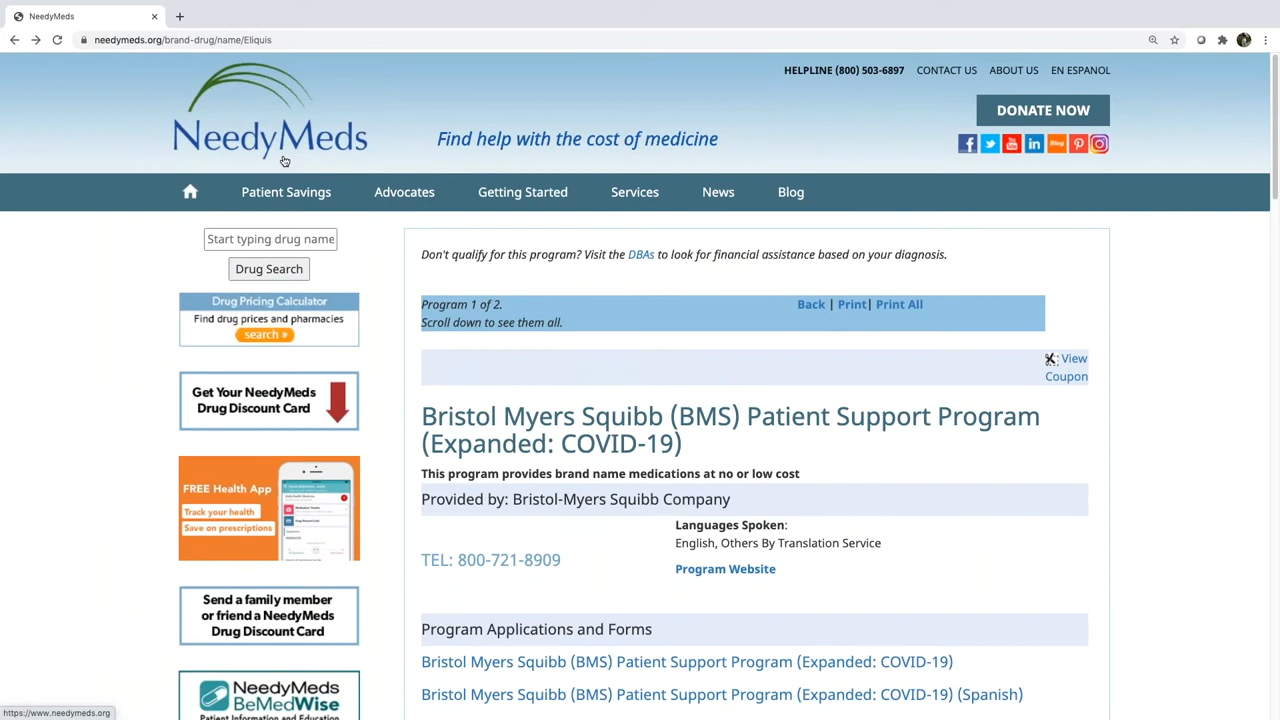 NeedyMeds
needymeds.org/brand-drug/name/Eliquis
HELPLINE (800) 503-6897 CONTACT US ABOUT US EN ESPANOL
DONATE NOW
NeedyMeds
Find help with the cost of medicine
Blog
Patient Savings Advocates Getting Started Services News Blog
Start typing drug name
Drug Search
Drug Pricing Calculator
Find drug prices and pharmacies
search »
Get Your NeedyMeds
Drug Discount Card
FREE Health App
Track your health
Save on prescriptions
Send a family member
or friend a NeedyMeds
Drug Discount Card
NeedyMeds
BeMedWise
Patient Information and Education
Don't qualify for this program? Visit the DBAs to look for financial assistance based on your diagnosis.
Program 1 of 2.
Back | Print| Print All
Scroll down to see them all.
View
Coupon
Bristol Myers Squibb (BMS) Patient Support Program
(Expanded: COVID-19)
This program provides brand name medications at no or low cost
Provided by: Bristol-Myers Squibb Company
TEL: 800-721-8909
Languages Spoken:
English, Others By Translation Service
Program Website
Program Applications and Forms
Bristol Myers Squibb (BMS) Patient Support Program (Expanded: COVID-19)
Bristol Myers Squibb (BMS) Patient Support Program (Expanded: COVID-19) (Spanish)
https://www.needymeds.org